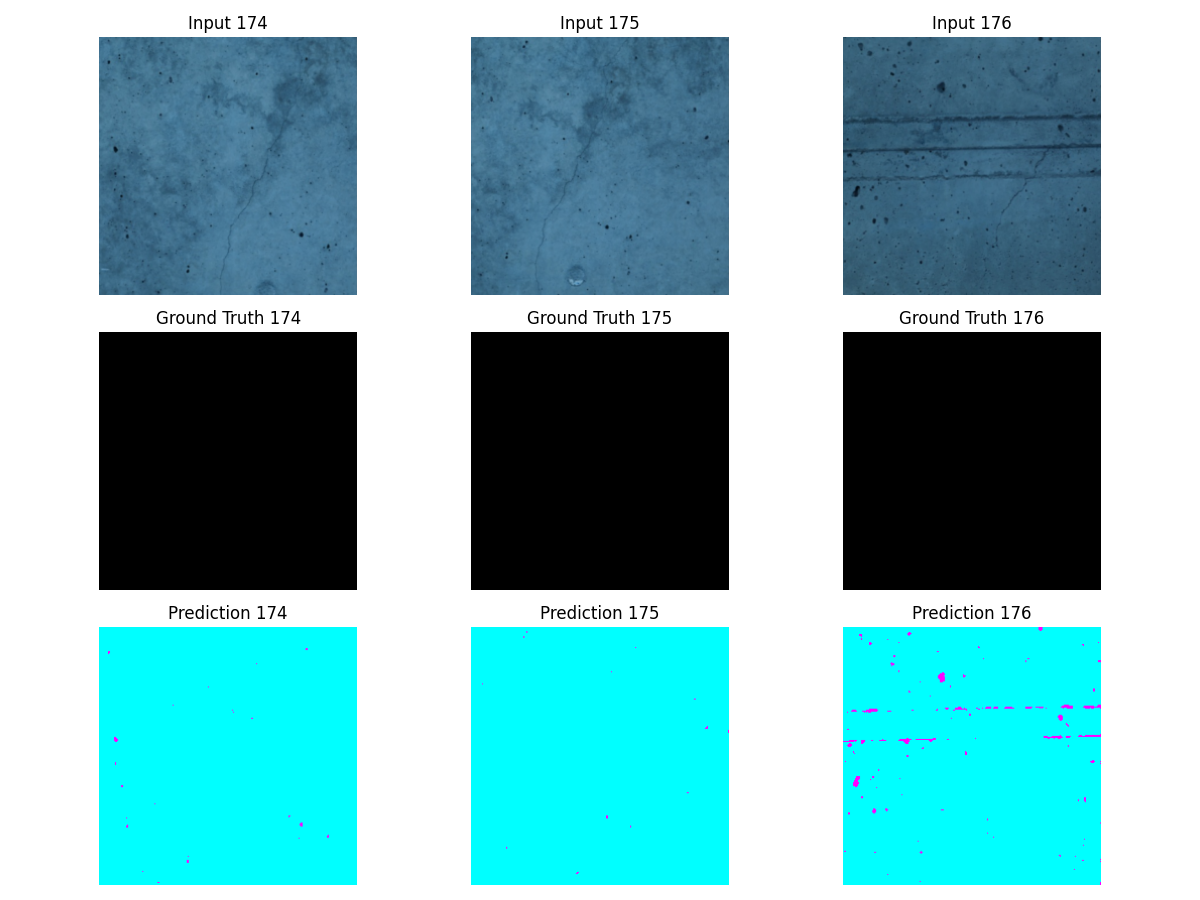 Input 174
Input 175
Input 176
Ground Truth 174
Ground Truth 175
Ground Truth 176
Prediction 174
Prediction 175
Prediction 176